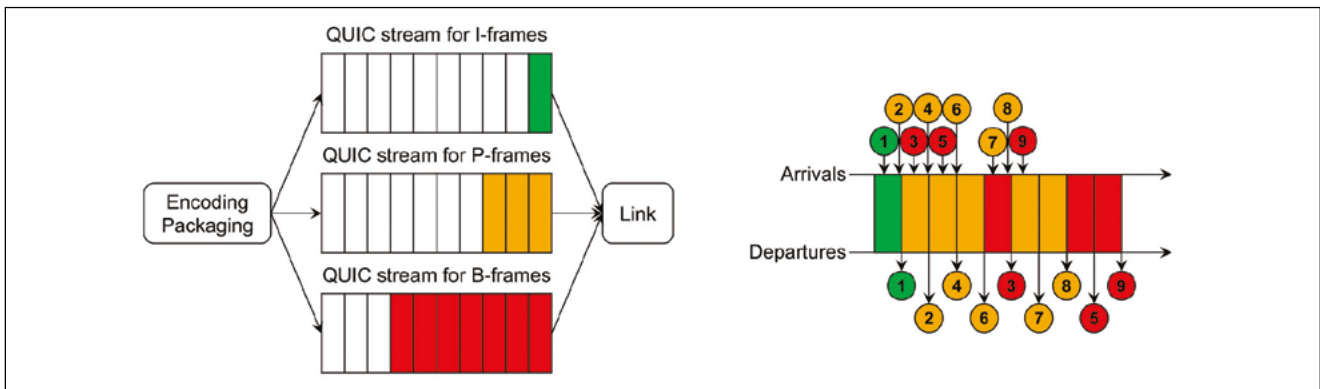 QUIC stream for I-frames
QUIC stream for P-frames
Encoding
Packaging
Link
QUIC stream for B-frames
2 4 6 8
1 3 5 7 9
Arrivals
Departures
1 4 3 8 9
2 6 7 5